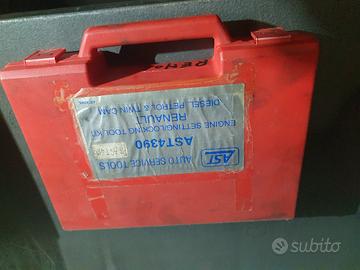 AST
AUTO SERVICE TOOLS
AST4390
RENAULT
ENGINE SETTING/LOCKING TOOL KIT
DIESEL PETROL & TWIN CAM
subito